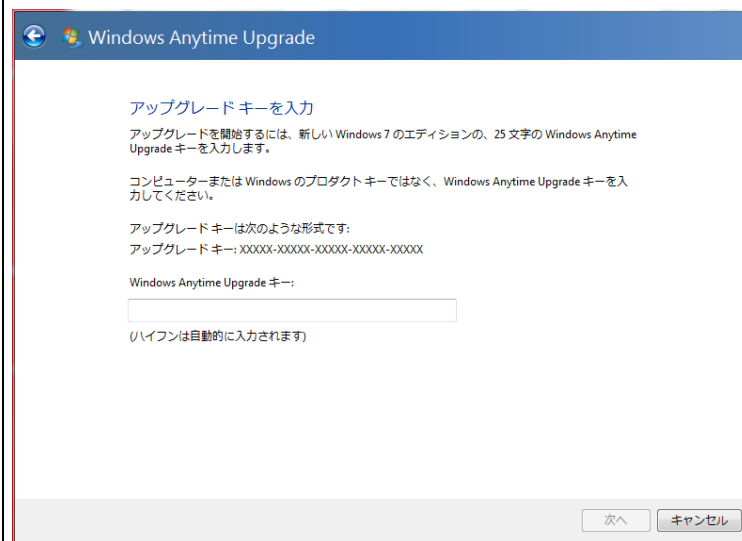 Windows Anytime Upgrade
アップグレード キーを入力
アップグレードを開始するには、新しい Windows 7 のエディションの、25 文字の Windows Anytime
Upgrade キーを入力します。
コンピューターまたは Windows のプロダクト キーではなく、Windows Anytime Upgrade キーを入
力してください。
アップグレード キーは次のような形式です:
アップグレード キー: XXXXX-XXXXX-XXXXX-XXXXX-XXXXX
Windows Anytime Upgrade キー:
(ハイフンは自動的に入力されます)
次へ キャンセル